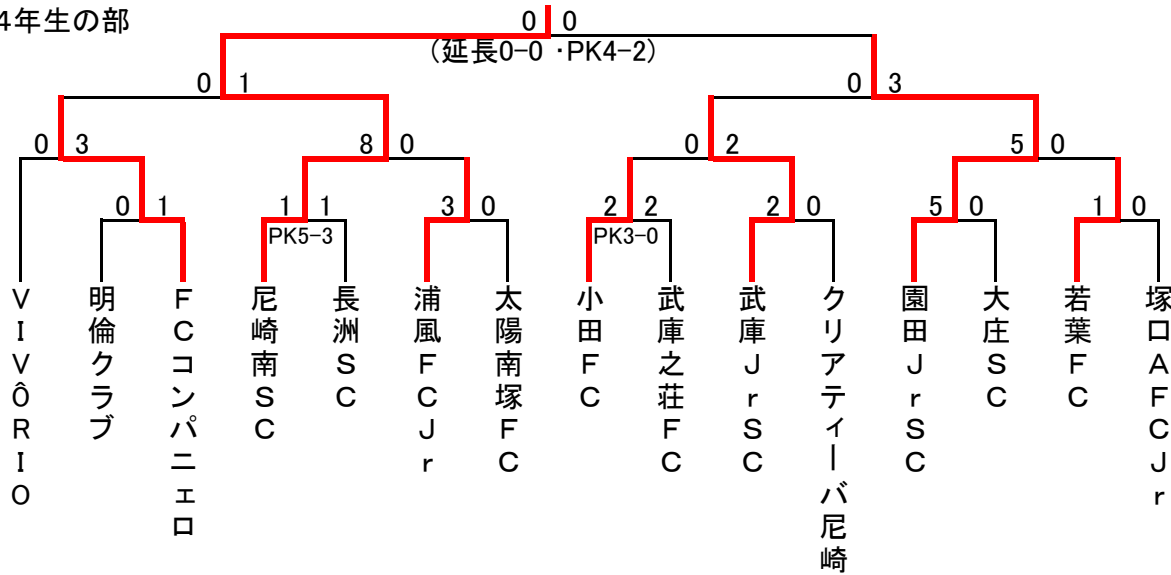 4年生の部
0 0
(延長0-0 ・PK4-2)
0 1
0 3
0 3
8 0
0 2
5 0
0 1
1 1
3 0
2 2
2 0
5 0
1 0
PK5-3
PK3-0
VIVÔRIO
明倫クラブ
FCコンパニェロ
尼崎南SC
長洲SC
浦風FCJr
太陽南塚FC
小田FC
武庫之荘FC
武庫JrSC
クリアティーバ尼崎
園田JrSC
大庄SC
若葉FC
塚口AFCJr